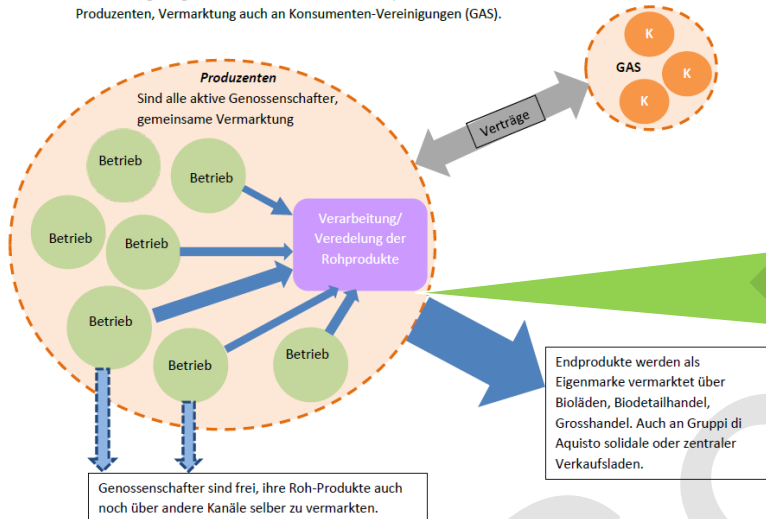 Produzenten, Vermarktung auch an Konsumenten-Vereinigungen (GAS).
Produzenten
Sind alle aktive Genossenschafter,
gemeinsame Vermarktung
GAS
K
K
K
Verträge
Betrieb
Betrieb
Betrieb
Betrieb
Betrieb
Betrieb
Betrieb
Verarbeitung/
Veredelung der
Rohprodukte
Endprodukte werden als
Eigenmarke vermarktet über
Bioläden, Biodetailhandel,
Grosshandel. Auch an Gruppi di
Aquisto solidale oder zentraler
Verkaufsladen.
Genossenschafter sind frei, ihre Roh-Produkte auch
noch über andere Kanäle selber zu vermarkten.